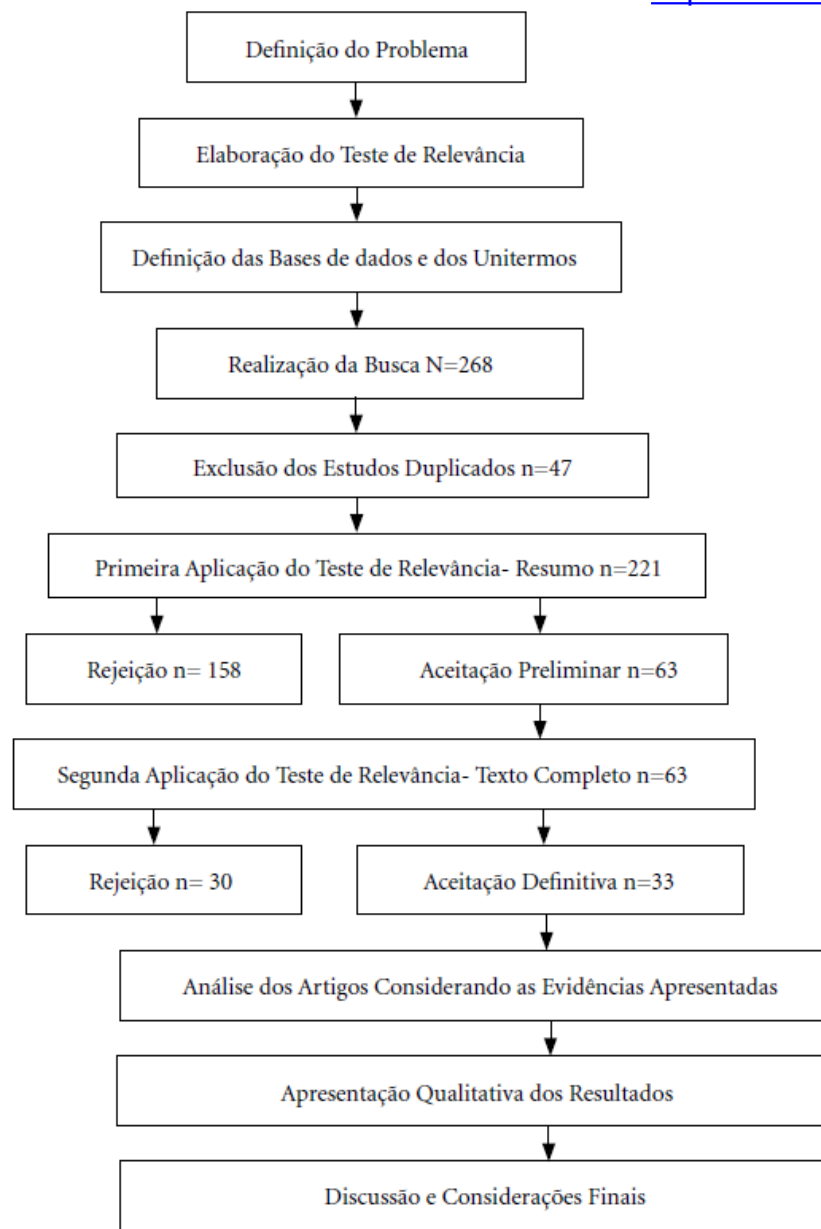 Definição do Problema
Elaboração do Teste de Relevância
Definição das Bases de dados e dos Unitermos
Realização da Busca N=268
Exclusão dos Estudos Duplicados n=47
Primeira Aplicação do Teste de Relevância- Resumo n=221
Rejeição n= 158
Aceitação Preliminar n=63
Segunda Aplicação do Teste de Relevância- Texto Completo n=63
Rejeição n= 30
Aceitação Definitiva n=33
Análise dos Artigos Considerando as Evidências Apresentadas
Apresentação Qualitativa dos Resultados
Discussão e Considerações Finais